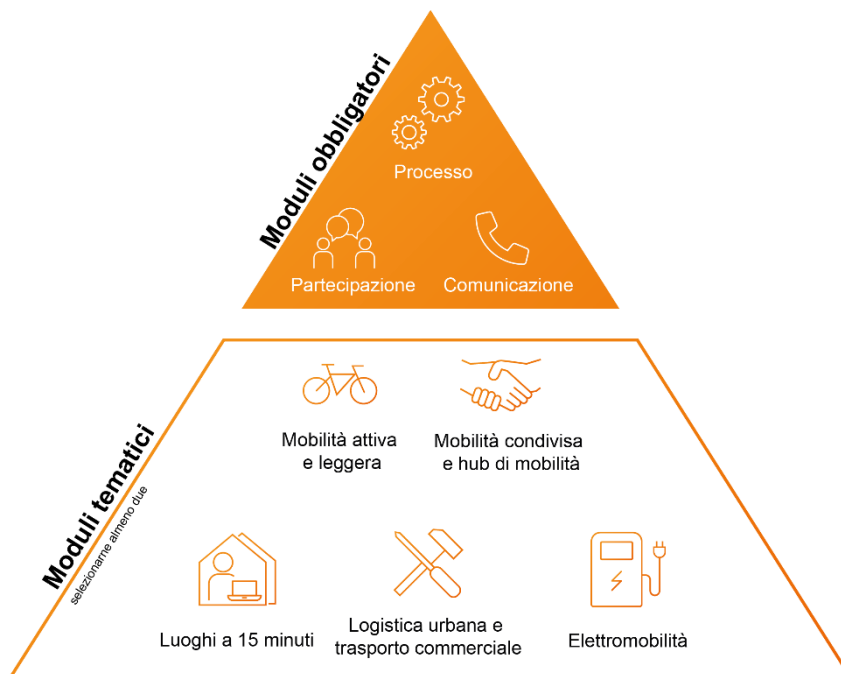 Moduli obbligatori
Processo
Partecipazione
Comunicazione
Moduli tematici
selezionarne almeno due
Mobilità attiva
e leggera
Mobilità condivisa
e hub di mobilità
Luoghi a 15 minuti
Logistica urbana e
trasporto commerciale
Elettromobilità